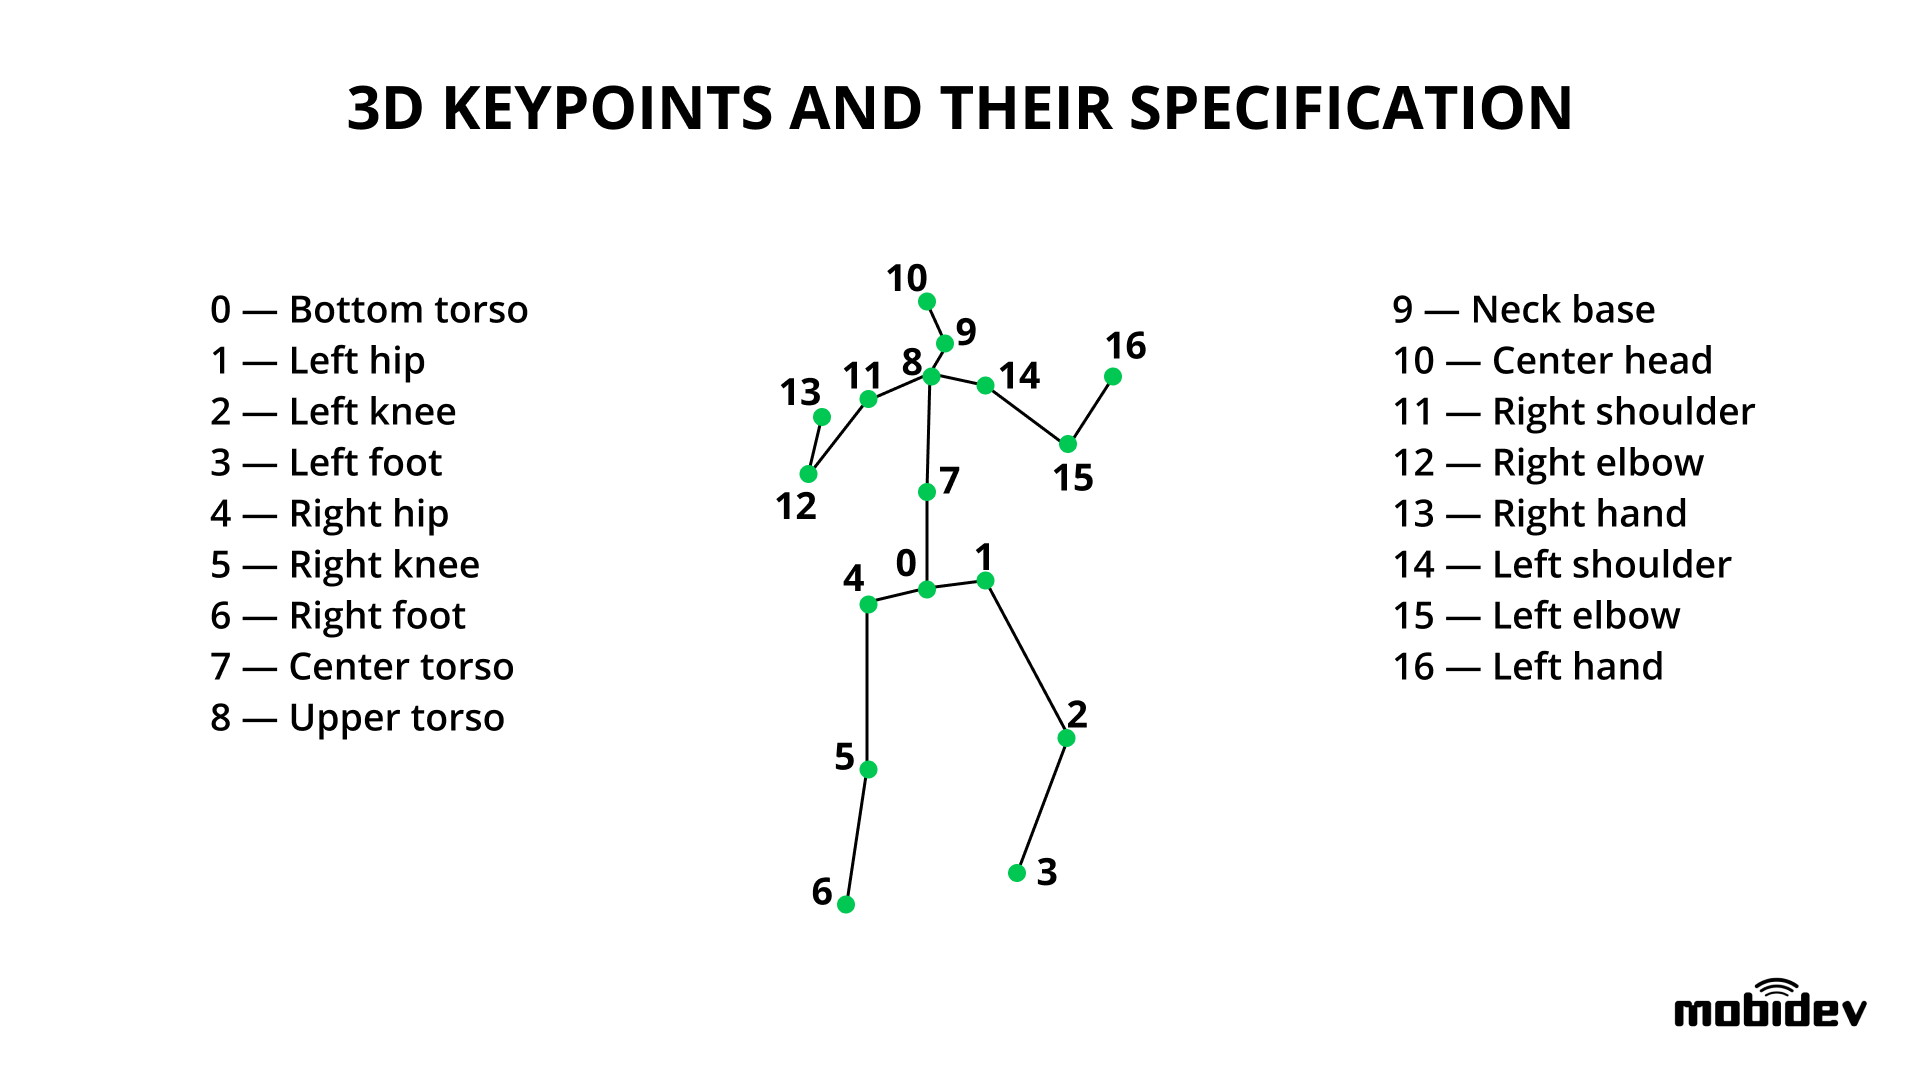 3D KEYPOINTS AND THEIR SPECIFICATION
0 — Bottom torso
1 — Left hip
2 — Left knee
3 — Left foot
4 — Right hip
5 — Right knee
6 — Right foot
7 — Center torso
8 — Upper torso
10
9
16
8
11
14
13
15
7
12
0
1
4
2
5
3
6
9 — Neck base
10 — Center head
11 — Right shoulder
12 — Right elbow
13 — Right hand
14 — Left shoulder
15 — Left elbow
16 — Left hand
mobidev